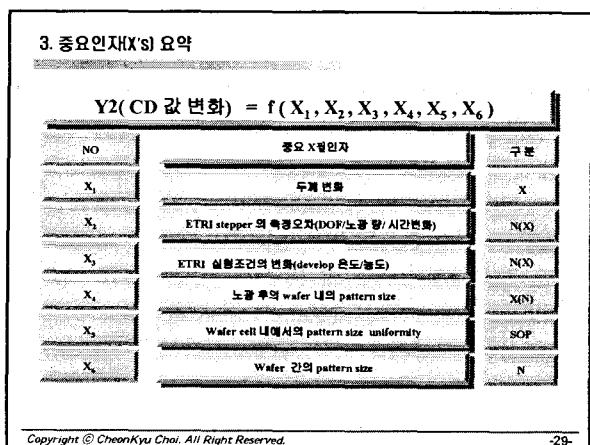 3. 중요인자(X's) 요약
Y2( CD 값 변화) = f ( X1 , X2 , X3 , X4 , X5 , X6 )
NO 중요 X인자 구분
X1 두께 변화 X
X2 ETRI stepper 의 측정오차(DOF/노광 량/ 시간변화) N(X)
X3 ETRI 실험조건의 변화(develop 온도/농도) N(X)
X4 노광 후의 wafer 내의 pattern size X(N)
X5 Wafer cell 내에서의 pattern size uniformity SOP
X6 Wafer 간의 pattern size N
Copyright © CheonKyu Choi. All Right Reserved. -29-